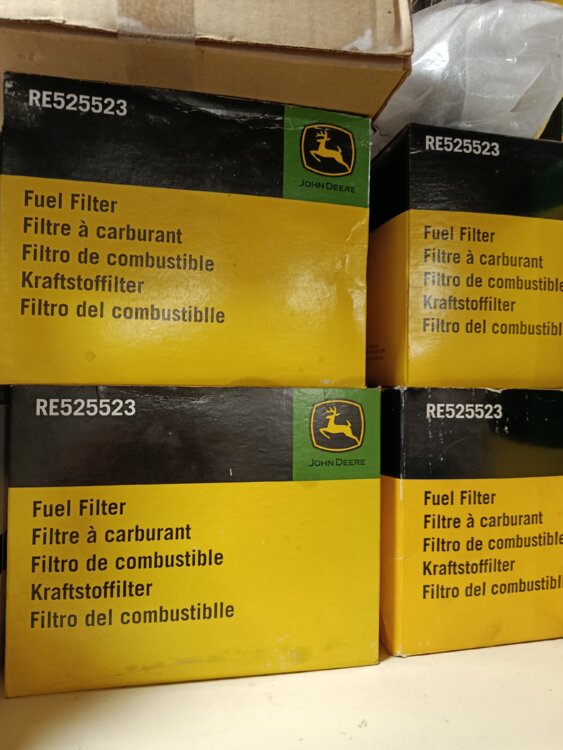 RE525523
JOHN DEERE
Fuel Filter
Filtre à carburant
Filtro de combustible
Kraftstoffilter
Filtro del combustiblle
RE525523
Fuel Filter
Filtre à carburant
Filtro de combustible
Kraftstoffilter
Filtro del combustibl
RE525523
JOHN DEERE
Fuel Filter
Filtre à carburant
Filtro de combustible
Kraftstoffilter
Filtro del combustiblle
RE525523
Fuel Filter
Filtre à carburant
Filtro de combustible
Kraftstoffilter
Filtro del combustibl